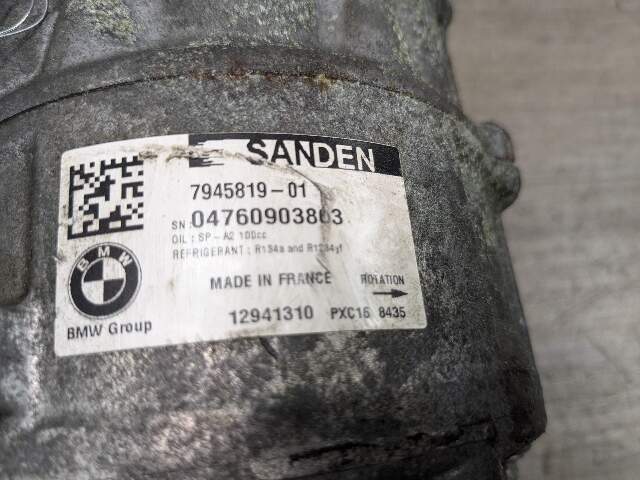 SANDEN
7945819-01
SN: 04760903863
OIL : SP-A2 100cc
REFRIGERANT : R134a and R1234yf
BMW
MADE IN FRANCE ROTATION
BMW Group
12941310 PXC16 8435